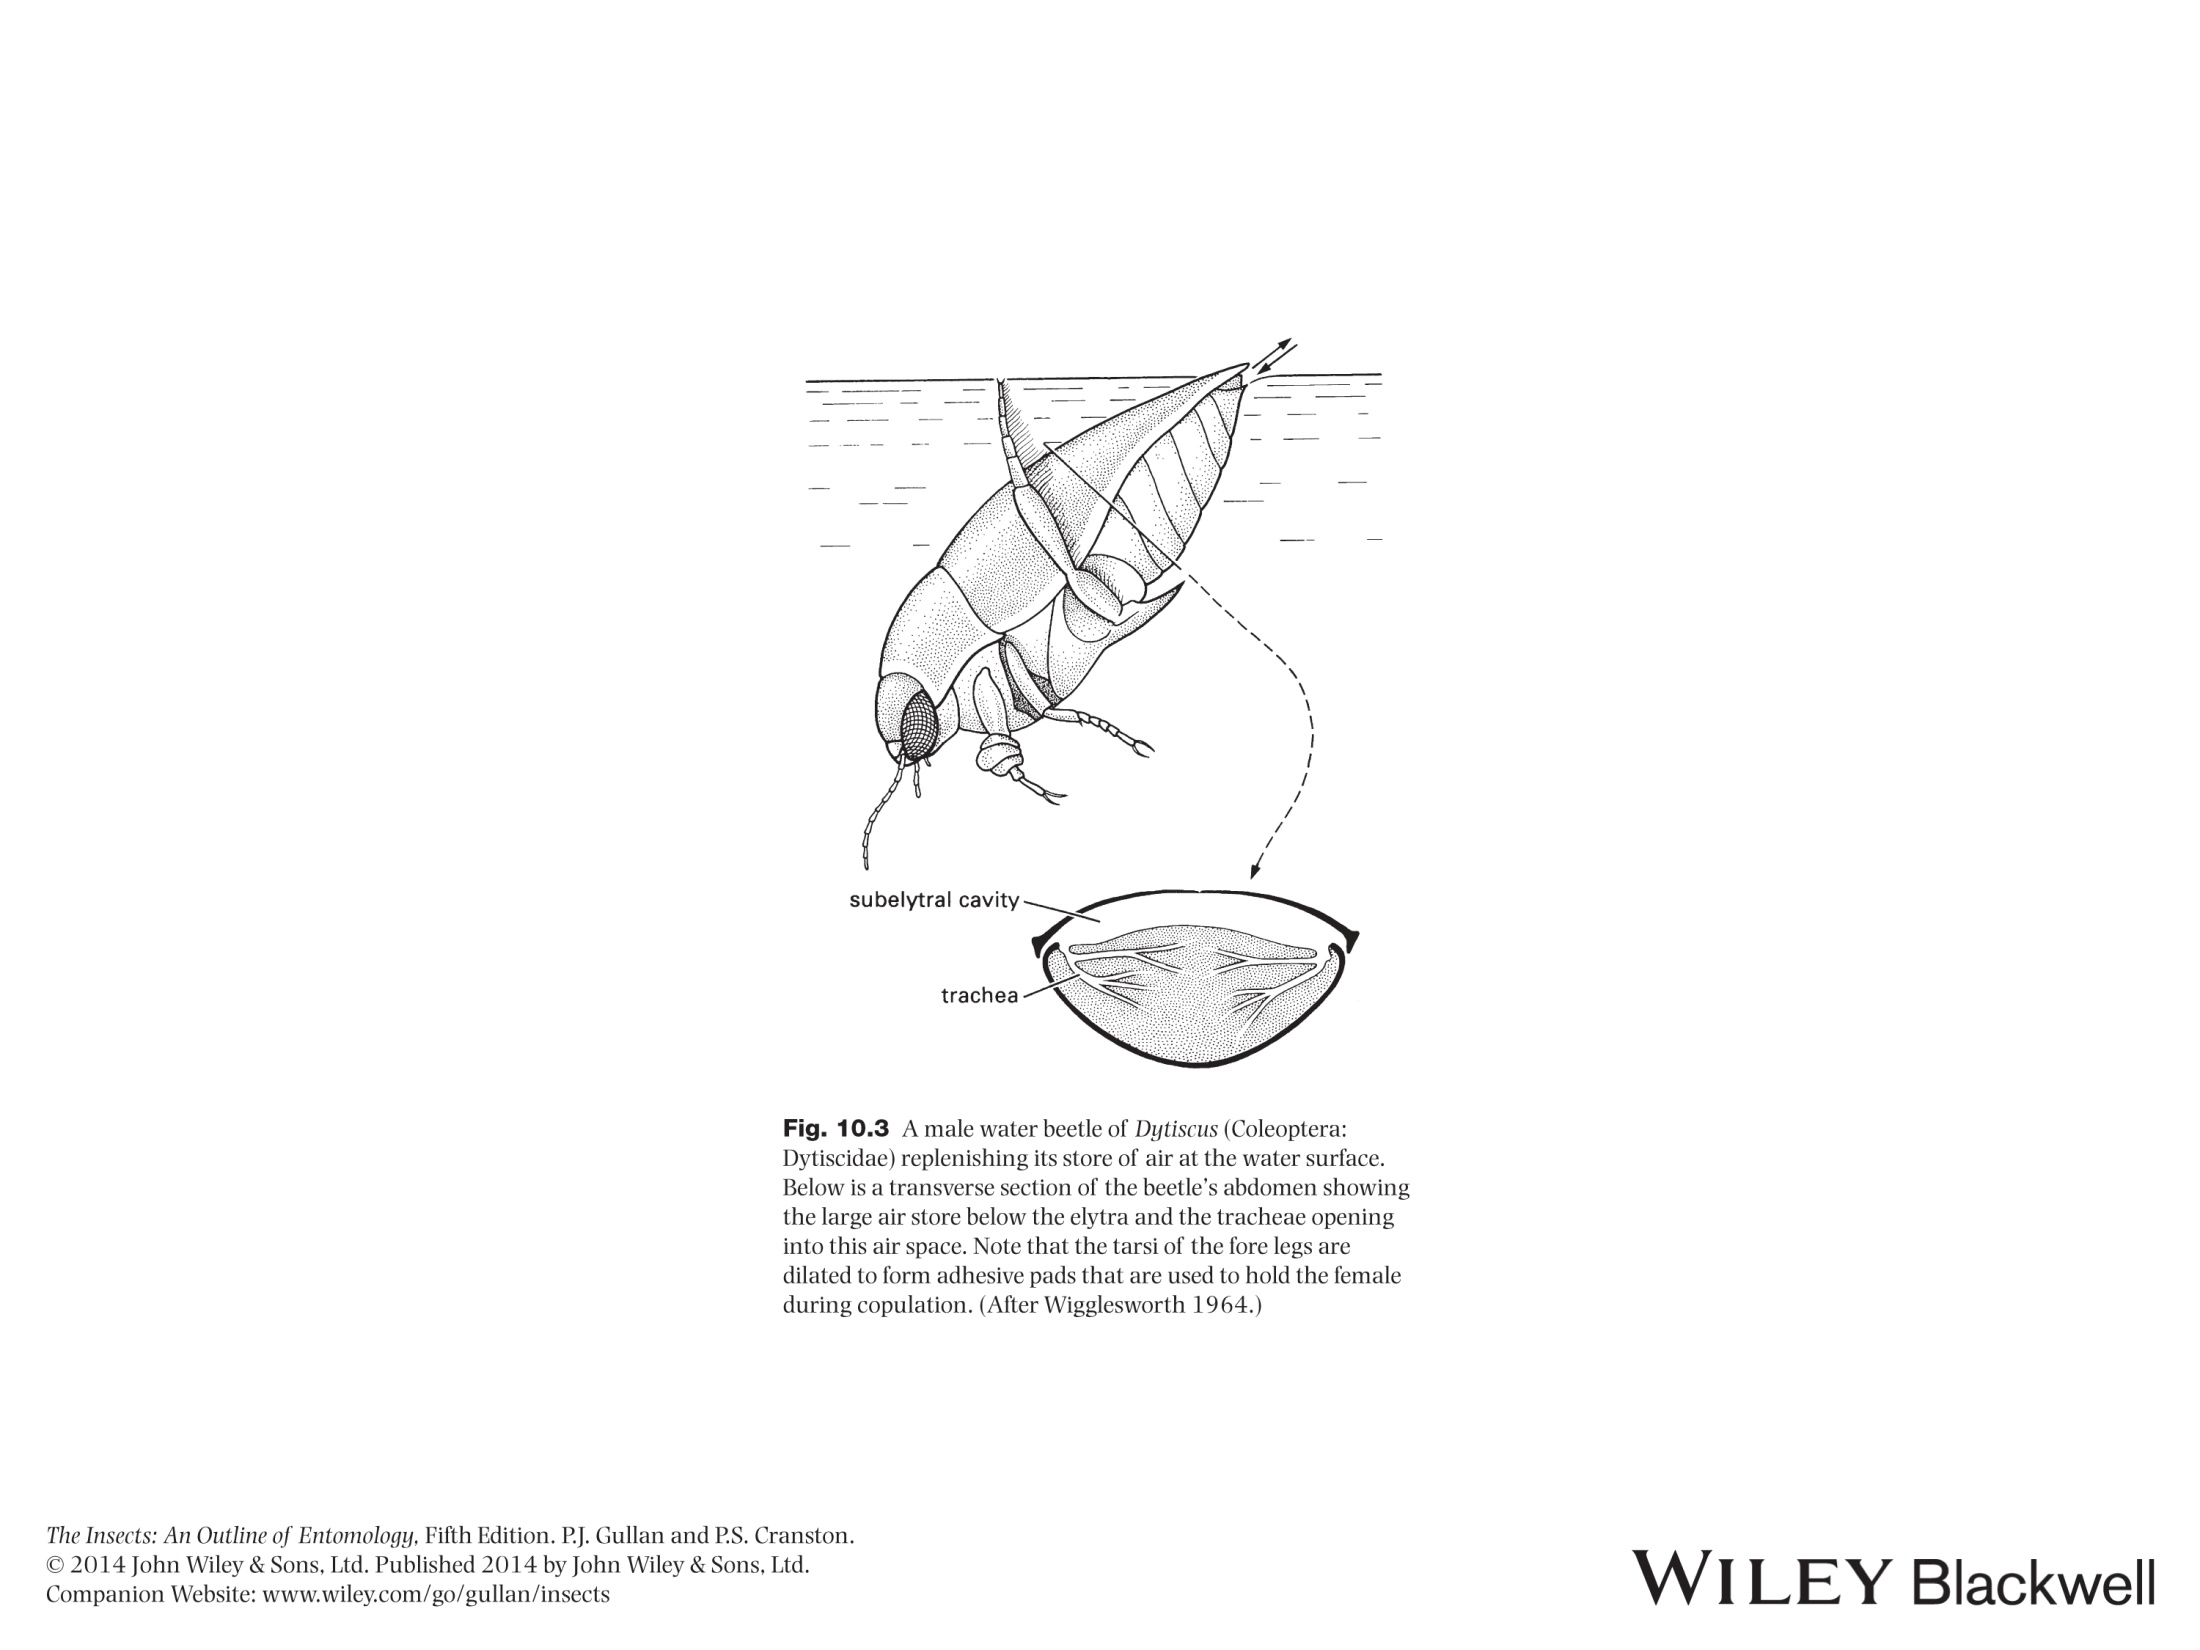 subelytral cavity
trachea
Fig. 10.3 A male water beetle of Dytiscus (Coleoptera:
Dytiscidae) replenishing its store of air at the water surface.
Below is a transverse section of the beetle's abdomen showing
the large air store below the elytra and the tracheae opening
into this air space. Note that the tarsi of the fore legs are
dilated to form adhesive pads that are used to hold the female
during copulation. (After Wigglesworth 1964.)
The Insects: An Outline of Entomology, Fifth Edition. P.J. Gullan and P.S. Cranston.
© 2014 John Wiley & Sons, Ltd. Published 2014 by John Wiley & Sons, Ltd.
Companion Website: www.wiley.com/go/gullan/insects
WILEY Blackwell